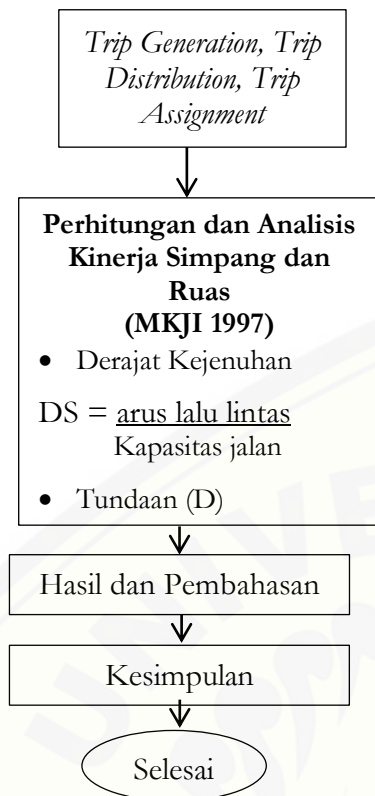 Trip Generation, Trip
Distribution, Trip
Assignment
Perhitungan dan Analisis
Kinerja Simpang dan
Ruas
(MKJI 1997)
• Derajat Kejenuhan
DS = arus lalu lintas
Kapasitas jalan
• Tundaan (D)
Hasil dan Pembahasan
Kesimpulan
Selesai